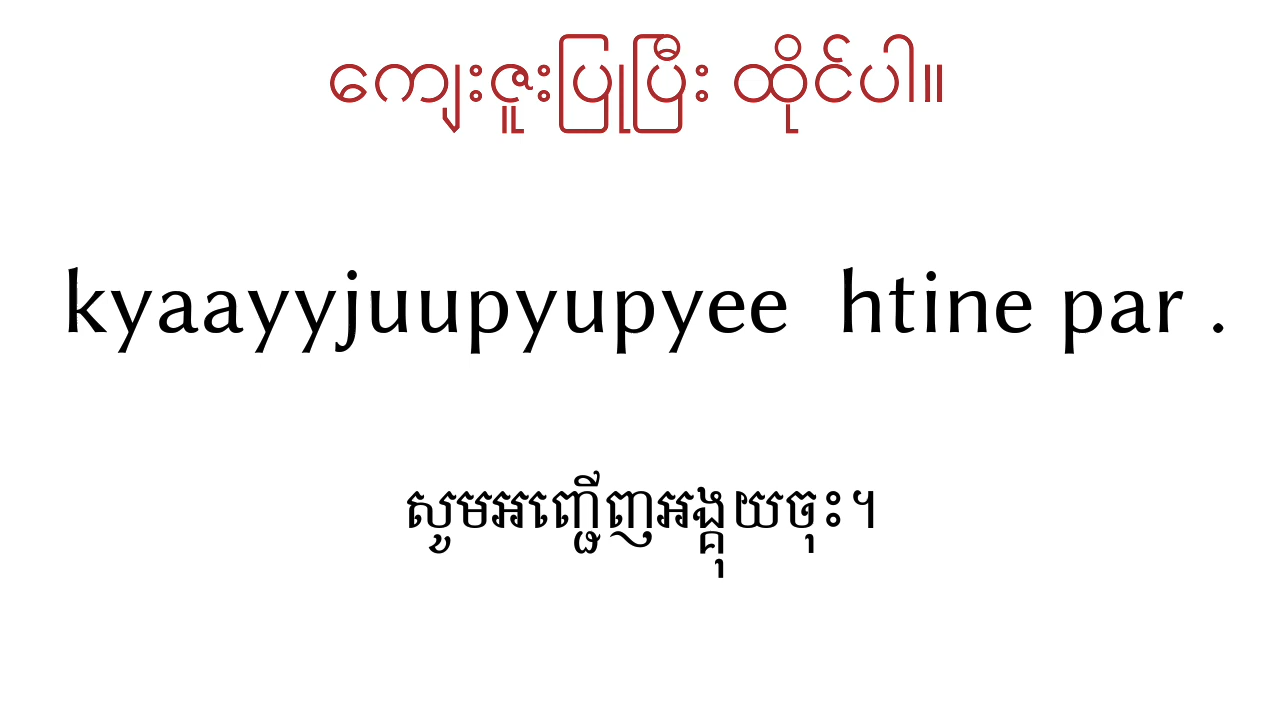 ကျေးဇူးပြုပြီး ထိုင်ပါ။
kyaayyjuupyupyee htine par .
សូមអញ្ជើញអង្គុយចុះ។